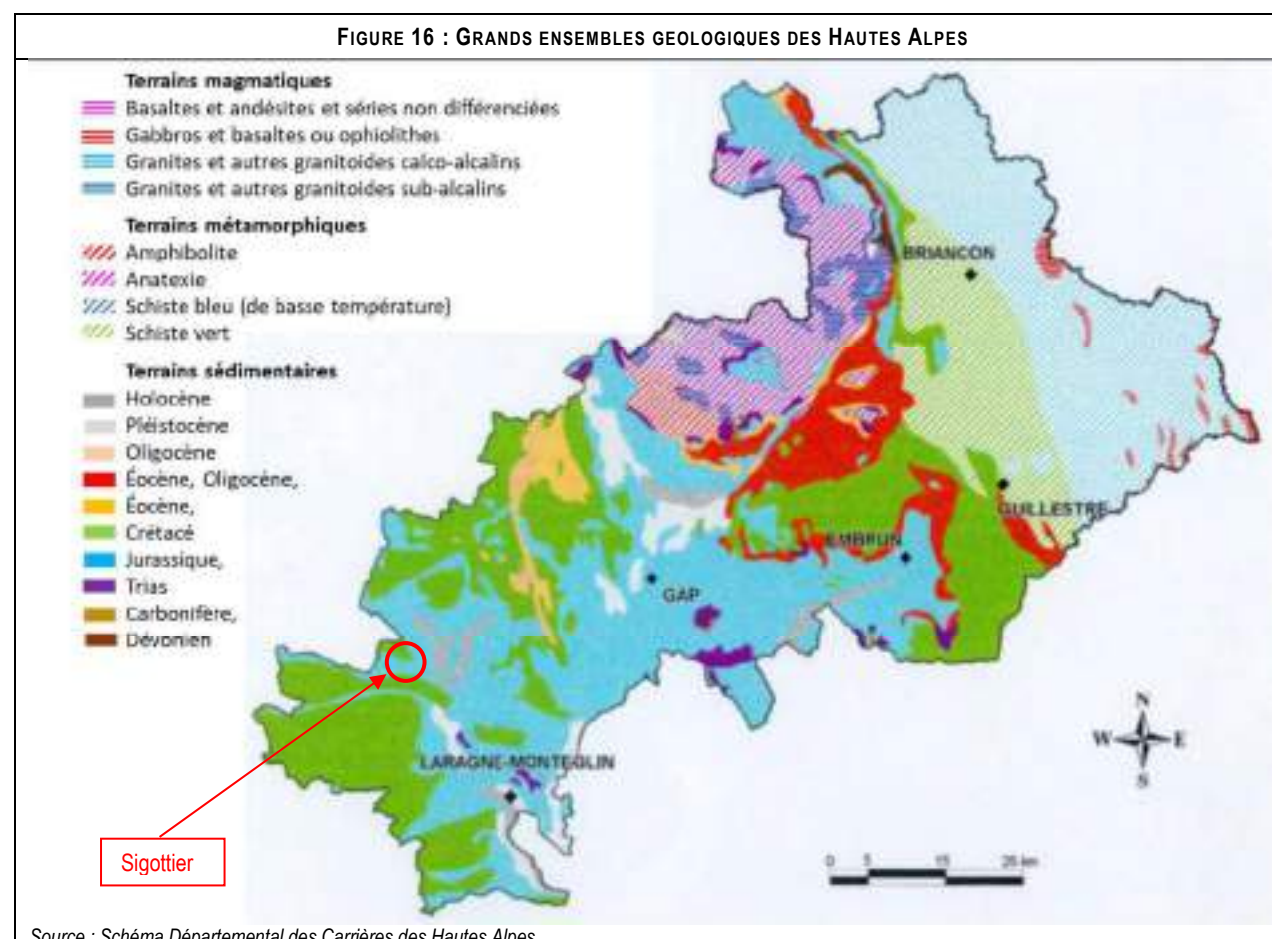 FIGURE 16 : GRANDS ENSEMBLES GEOLOGIQUES DES HAUTES ALPES
Terrains magmatiques
Basaltes et andésites et séries non différenciées
Gabbros et basaltes ou ophiolithes
Granites et autres granitoides calco-alcalins
Granites et autres granitoides sub-alcalins
Terrains métamorphiques
Amphibolite
Anatexie
Schiste bleu (de basse température)
Schiste vert
Terrains sédimentaires
Holocène
Pléistocène
Oligocène
Éocène, Oligocène,
Éocène,
Crétacé
Jurassique,
Trias
Carbonifère,
Dévonien
BRIANCON
GUILLESTRE
EMBRUN
GAP
LARAGNE-MONTEGLIN
Sigottier
N
W E
S
0 5 15 25 km
Source : Schéma Départemental des Carrières des Hautes Alpes